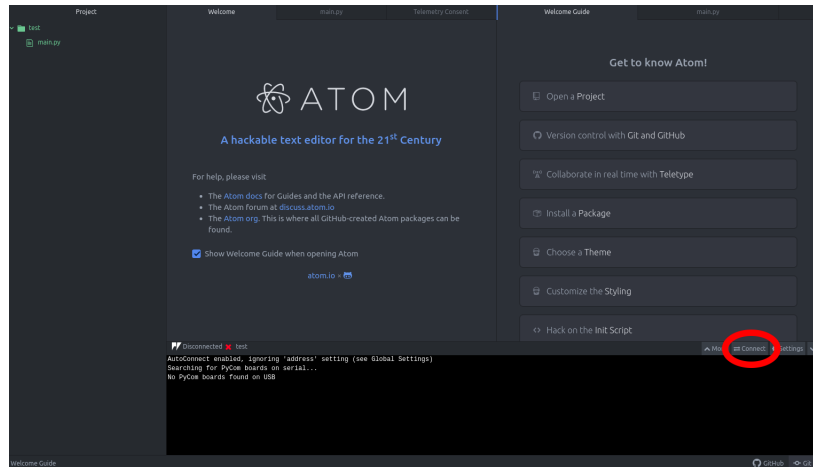 Project
test
main.py
Welcome
main.py
Telemetry Consent
ATOM
A hackable text editor for the 21st Century
For help, please visit
The Atom docs for Guides and the API reference.
The Atom forum at discuss.atom.io
The Atom org. This is where all GitHub-created Atom packages can be
found.
Show Welcome Guide when opening Atom
atom.io ×
Welcome Guide
main.py
Get to know Atom!
Open a Project
Version control with Git and GitHub
Collaborate in real time with Teletype
Install a Package
Choose a Theme
Customize the Styling
Hack on the Init Script
Disconnected × test
Connect
Settings
AutoConnect enabled, ignoring 'address' setting (see Global Settings)
Searching for PyCom boards on serial...
No PyCom boards found on USB
Welcome Guide
GitHub
Git